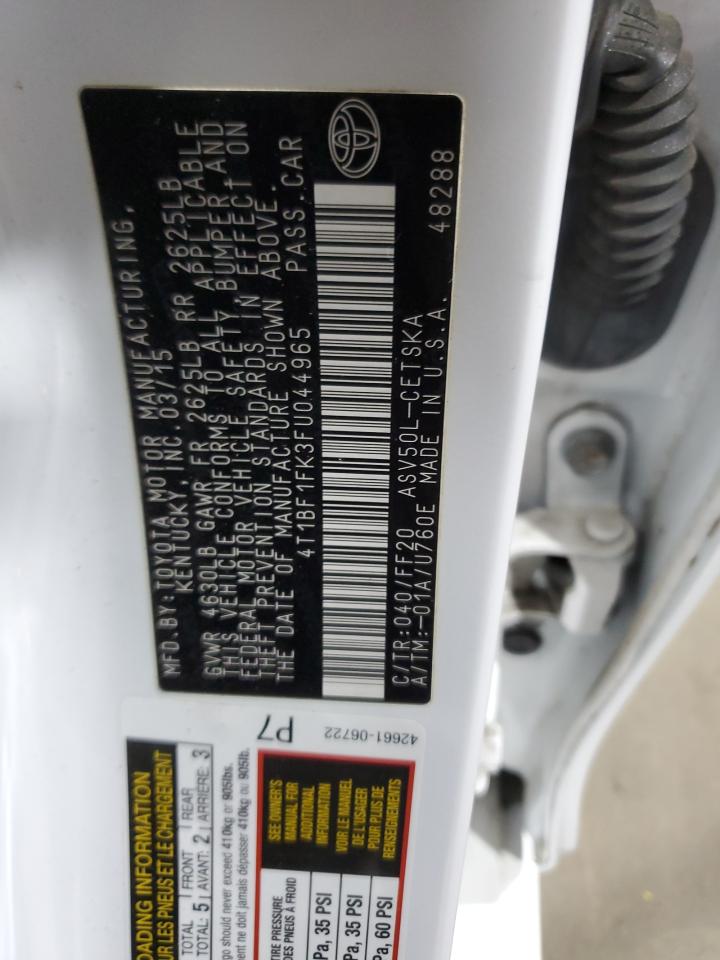 MFD.BY:TOYOTA MOTOR MANUFACTURING,
KENTUCKY, INC.03/15
GVWR 4630LB GAWR FR 2625LB RR 2625LB
THIS VEHICLE CONFORMS TO ALL APPLICABLE
FEDERAL MOTOR VEHICLE SAFETY, BUMPER AND
THEFT PREVENTION STANDARDS IN EFFECT ON
THE DATE OF MANUFACTURE SHOWN ABOVE.
4T1BF1FK3FU044965 PASS.CAR
C/TR:040/FF20 ASV50L-CETSKA
A/TM:-01A/U760E MADE IN U.S.A. 48288
OADING INFORMATION
UR LES PNEUS ET LE CHARGEMENT
TOTAL 5 FRONT 2 REAR 3
TOTAL: AVANT: ARRIÈRE:
go should never exceed 410kg or 905lbs.
ement ne doit jamais dépasser 410kg ou 905lb.
P7
42661-06722
TIRE PRESSURE
DES PNEUS À FROID
Pa, 35 PSI
Pa, 35 PSI
Pa, 60 PSI
SEE OWNER'S
MANUAL FOR
ADDITIONAL
INFORMATION
VOIR LE MANUEL
DE L'USAGER
POUR PLUS DE
RENSEIGNEMENTS